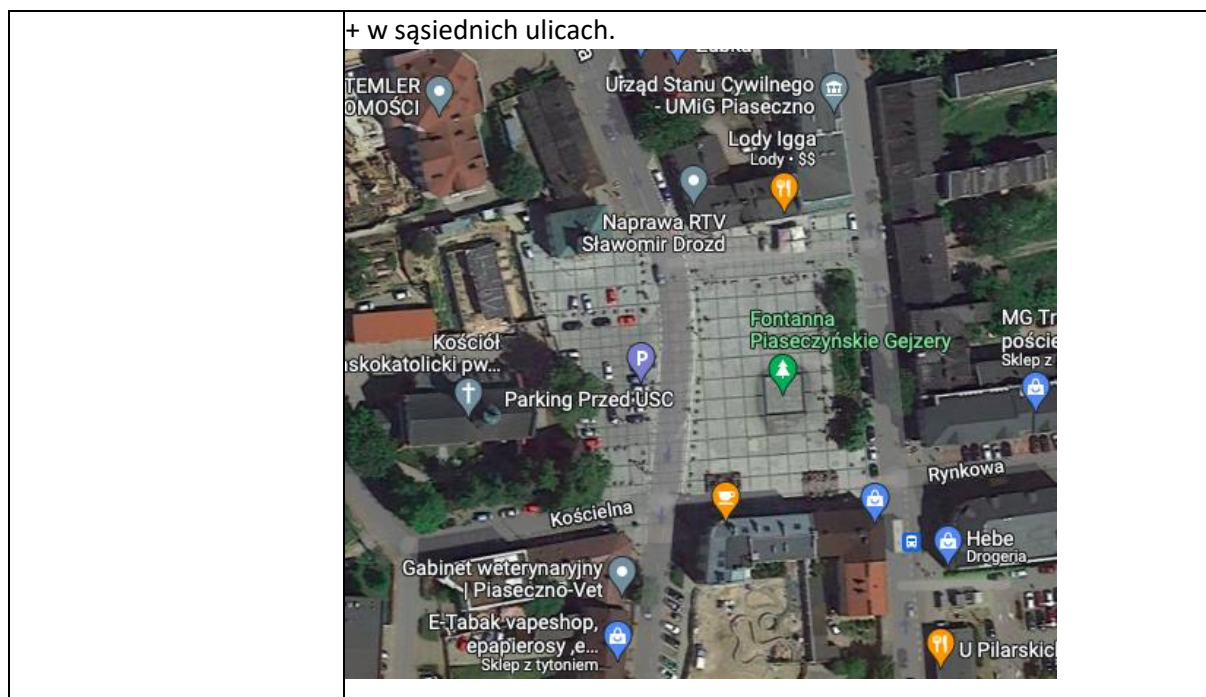 + w sąsiednich ulicach.
Żabka
TEMLER
OMOŚCI
Urząd Stanu Cywilnego
- UMiG Piaseczno
Lody Igga
Lody • $$
Naprawa RTV
Sławomir Drozd
Fontanna
Piaseczyńskie Gejzery
MG Tr
poście
Sklep z
Kościół
nskokatolicki pw...
P
Parking Przed USC
Rynkowa
Kościelna
Hebe
Drogeria
Gabinet weterynaryjny
| Piaseczno-Vet
E-Tabak vapeshop,
epapierosy ,e...
Sklep z tytoniem
U Pilarskich